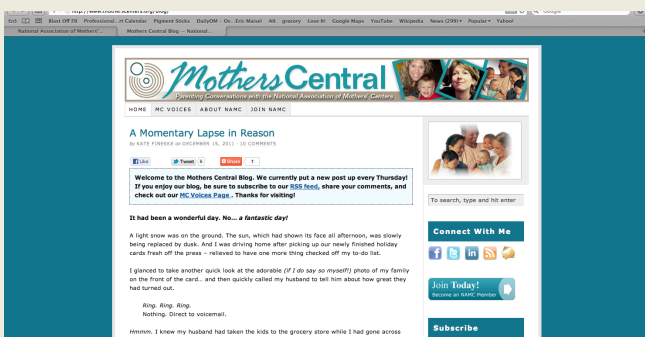 http://www.motherscenters.org/blog/
Google
Blast Off FB Professional...rt Calendar Pigment Sticks DailyOM – Ov...Eric Maisel All grocery Love It! Google Maps YouTube Wikipedia News (299) Popular Yahoo!
National Association of Mothers'...
Mothers Central Blog — National...
Mothers Central
Parenting Conversations with the National Association of Mothers' Centers
HOME MC VOICES ABOUT NAMC JOIN NAMC
A Momentary Lapse in Reason
by KATE FINESKE on DECEMBER 15, 2011 · 10 COMMENTS
Like Tweet 6 Share 1
Welcome to the Mothers Central Blog. We currently put a new post up every Thursday!
If you enjoy our blog, be sure to subscribe to our RSS feed, share your comments, and
check out our MC Voices Page . Thanks for visiting!
It had been a wonderful day. No... a fantastic day!
A light snow was on the ground. The sun, which had shown its face all afternoon, was slowly
being replaced by dusk. And I was driving home after picking up our newly finished holiday
cards fresh off the press – relieved to have one more thing checked off my to-do list.
I glanced to take another quick look at the adorable (if I do say so myself!) photo of my family
on the front of the card… and then quickly called my husband to tell him about how great they
had turned out.
Ring. Ring. Ring.
Nothing. Direct to voicemail.
Hmmm. I knew my husband had taken the kids to the grocery store while I had gone across
To search, type and hit enter
Connect With Me
Join Today!
Become an NAMC Member
Subscribe